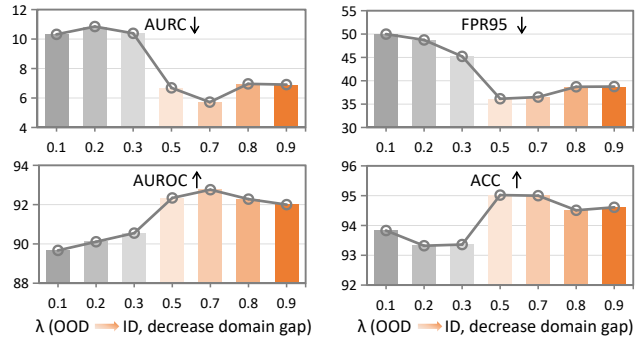 AURC ↓
12
10
8
6
4
0.1 0.2 0.3 0.5 0.7 0.8 0.9
FPR95 ↓
55
50
45
40
35
30
0.1 0.2 0.3 0.5 0.7 0.8 0.9
AUROC ↑
94
92
90
88
0.1 0.2 0.3 0.5 0.7 0.8 0.9
λ (OOD → ID, decrease domain gap)
ACC ↑
96
95
94
93
92
0.1 0.2 0.3 0.5 0.7 0.8 0.9
λ (OOD → ID, decrease domain gap)